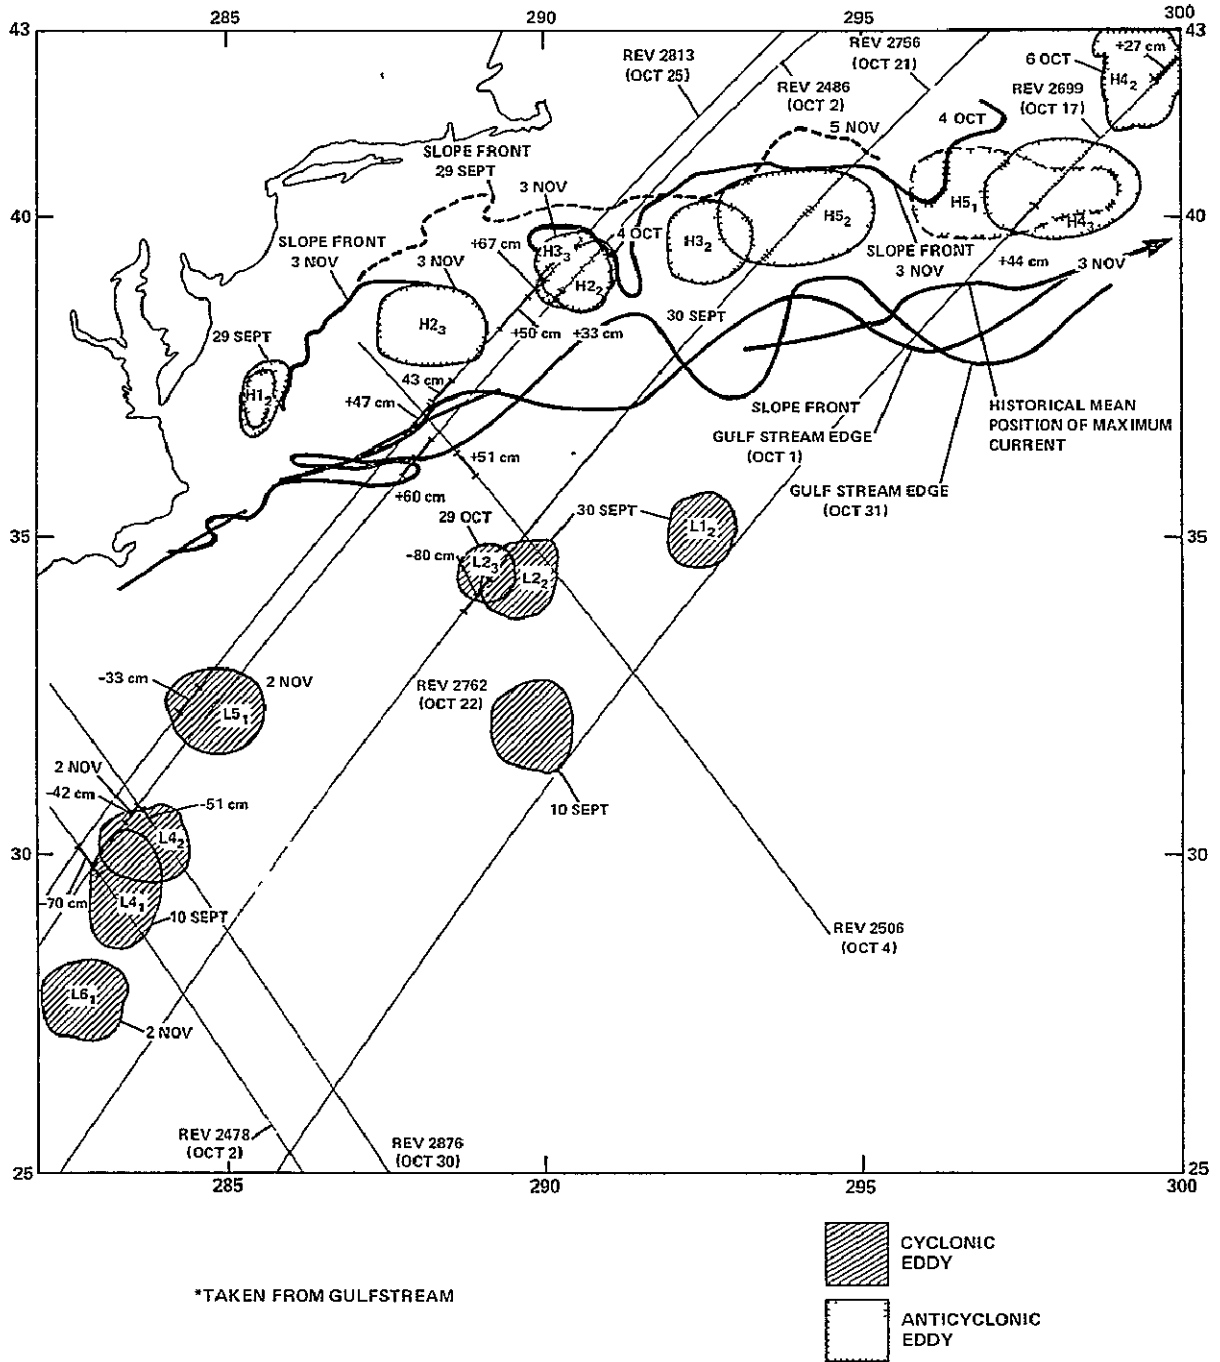 285
290
295
300
43
43
REV 2813
(OCT 25)
REV 2756
(OCT 21)
REV 2486
(OCT 2)
6 OCT
+27 cm
H4₂
REV 2699
(OCT 17)
4 OCT
5 NOV
SLOPE FRONT
29 SEPT
3 NOV
40
40
H5₁
H4₃
H5₂
H3₂
4 OCT
+67 cm
H3₃
H2₂
SLOPE FRONT
3 NOV
3 NOV
SLOPE FRONT
3 NOV
+44 cm
3 NOV
29 SEPT
H2₃
+50 cm
+33 cm
30 SEPT
H1₂
43 cm
+47 cm
SLOPE FRONT
GULF STREAM EDGE
(OCT 1)
HISTORICAL MEAN
POSITION OF MAXIMUM
CURRENT
+51 cm
+60 cm
GULF STREAM EDGE
(OCT 31)
35
35
29 OCT
30 SEPT
L1₂
-80 cm
L2₃
L2₂
-33 cm
2 NOV
L5₁
REV 2762
(OCT 22)
10 SEPT
2 NOV
-42 cm
-51 cm
L4₂
30
30
-70 cm
L4₁
10 SEPT
REV 2506
(OCT 4)
L6₁
2 NOV
REV 2478
(OCT 2)
REV 2876
(OCT 30)
25
25
285
290
295
300
CYCLONIC
EDDY
*TAKEN FROM GULFSTREAM
ANTICYCLONIC
EDDY